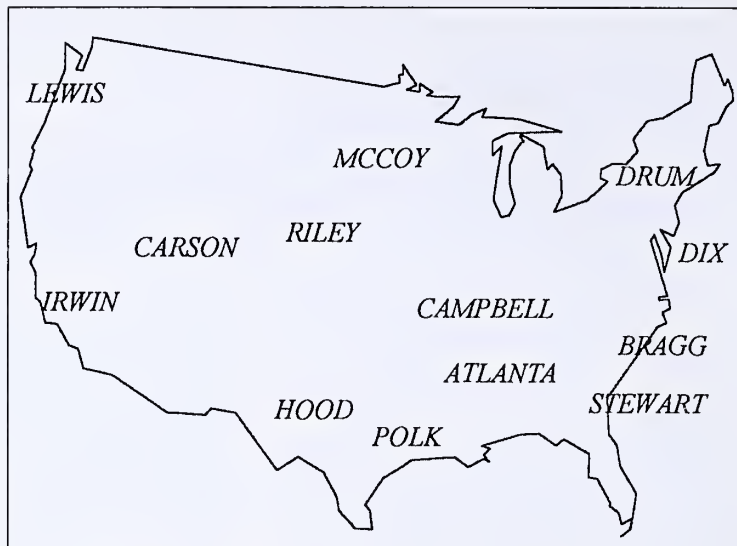 LEWIS
MCCOY
DRUM
RILEY
CARSON
DIX
IRWIN
CAMPBELL
BRAGG
ATLANTA
STEWART
HOOD
POLK